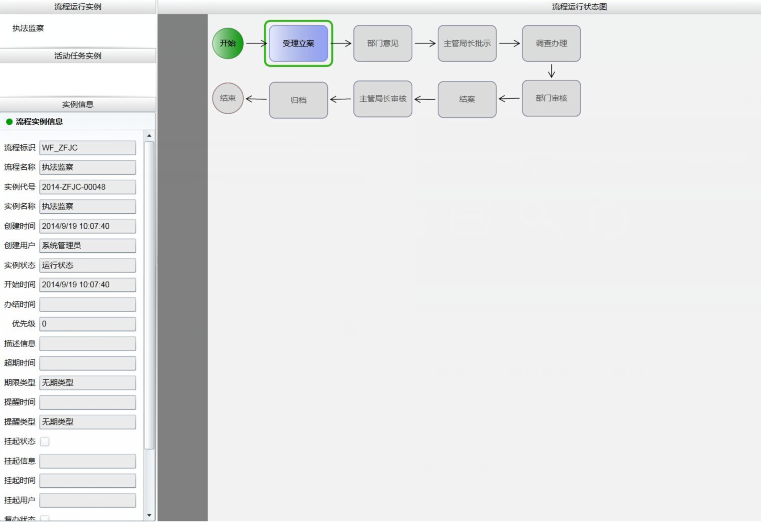 流程运行实例
执法监察
活动任务实例
实例信息
流程实例信息
流程标识 WF_ZFJC
流程名称 执法监察
实例代号 2014-ZFJC-00048
实例名称 执法监察
创建时间 2014/9/19 10:07:40
创建用户 系统管理员
实例状态 运行状态
开始时间 2014/9/19 10:07:40
办结时间
优先级 0
描述信息
超期时间
期限类型 无期类型
提醒时间
提醒类型 无期类型
挂起状态
挂起信息
挂起时间
挂起用户
督办状态
流程运行状态图
开始 受理立案 部门意见 主管局长批示 调查办理
结束 归档 主管局长审核 结案 部门审核